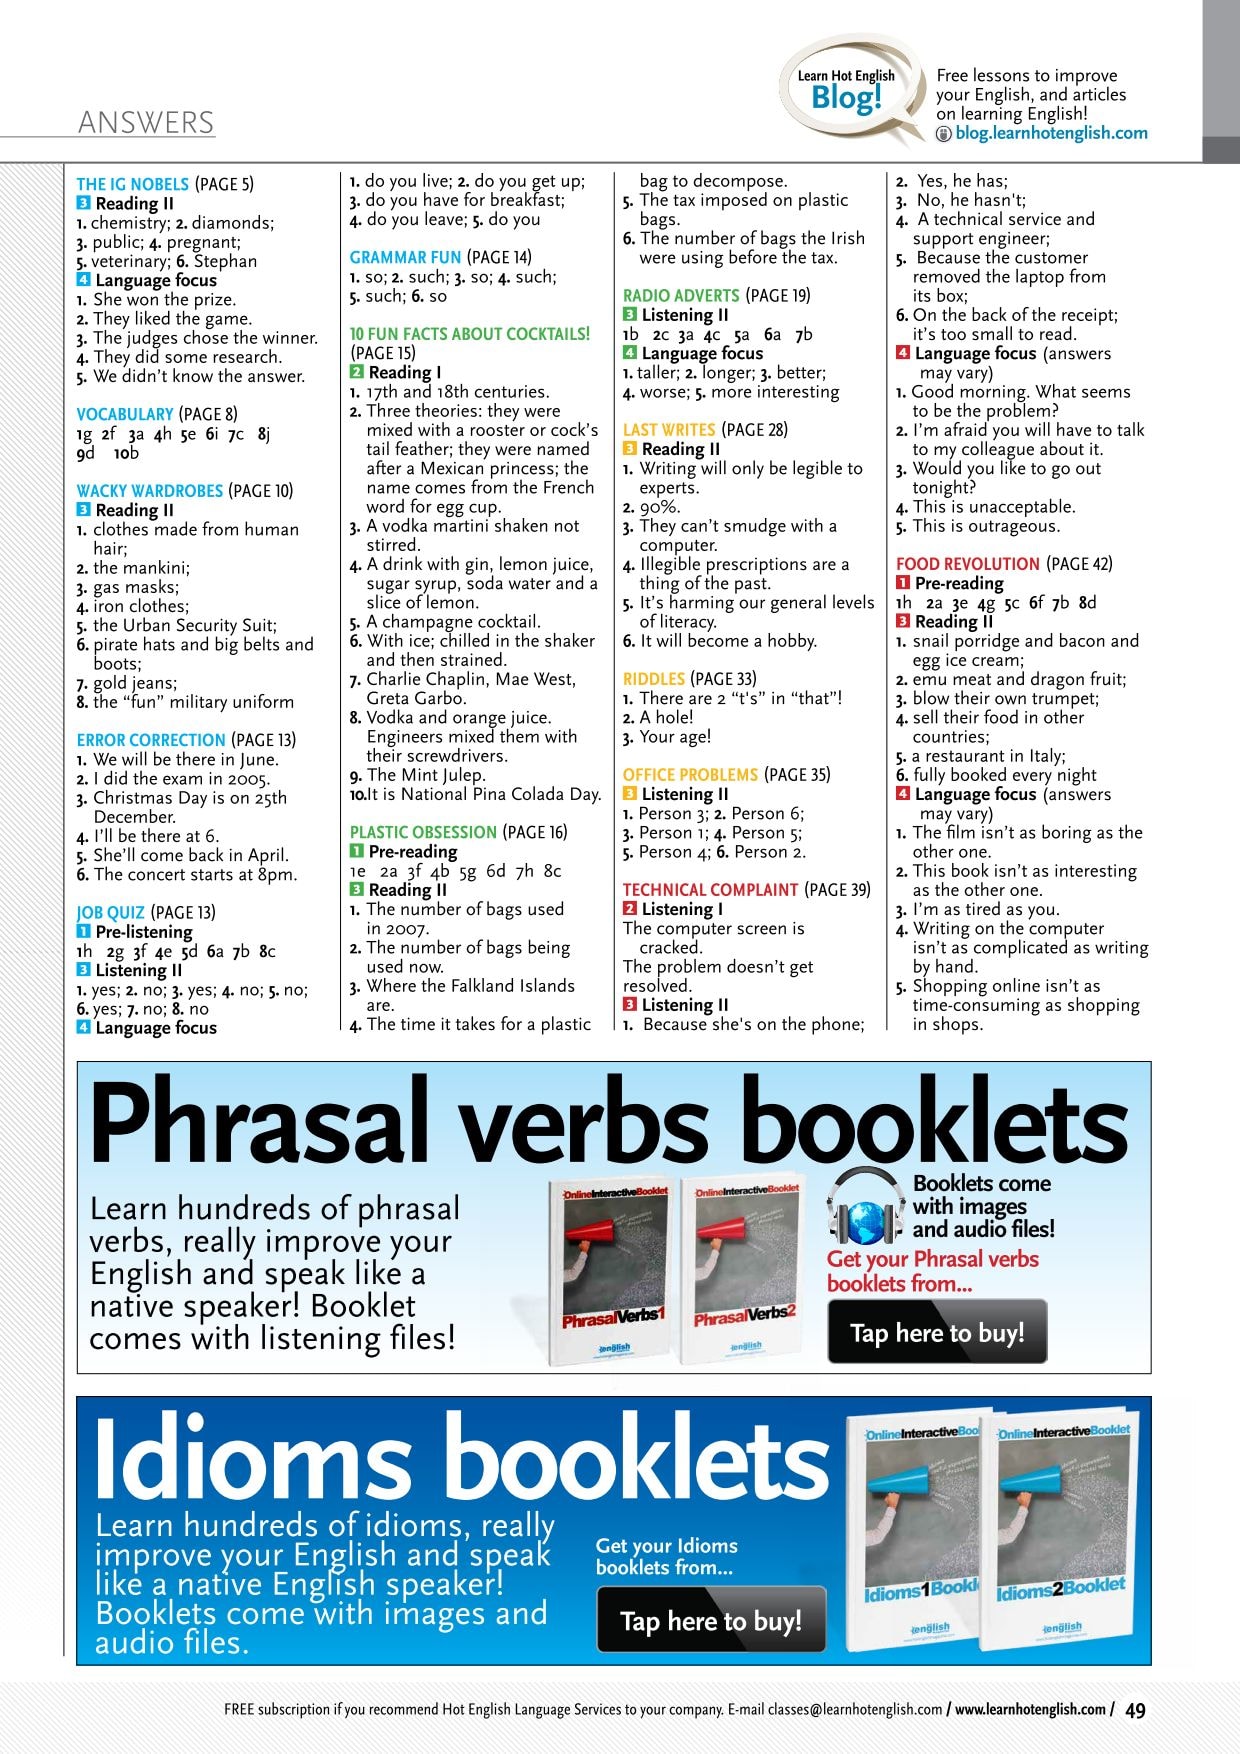 ANSWERS
Learn Hot English
Blog!
Free lessons to improve
your English, and articles
on learning English!
blog.learnhotenglish.com
THE IG NOBELS (PAGE 5)
3 Reading II
1. chemistry; 2. diamonds;
3. public; 4. pregnant;
5. veterinary; 6. Stephan
4 Language focus
1. She won the prize.
2. They liked the game.
3. The judges chose the winner.
4. They did some research.
5. We didn't know the answer.
VOCABULARY (PAGE 8)
1g 2f 3a 4h 5e 6i 7c 8j
9d 10b
WACKY WARDROBES (PAGE 10)
3 Reading II
1. clothes made from human
hair;
2. the mankini;
3. gas masks;
4. iron clothes;
5. the Urban Security Suit;
6. pirate hats and big belts and
boots;
7. gold jeans;
8. the “fun” military uniform
ERROR CORRECTION (PAGE 13)
1. We will be there in June.
2. I did the exam in 2005.
3. Christmas Day is on 25th
December.
4. I'll be there at 6.
5. She'll come back in April.
6. The concert starts at 8pm.
JOB QUIZ (PAGE 13)
1 Pre-listening
1h 2g 3f 4e 5d 6a 7b 8c
3 Listening II
1. yes; 2. no; 3. yes; 4. no; 5. no;
6. yes; 7. no; 8. no
4 Language focus
1. do you live; 2. do you get up;
3. do you have for breakfast;
4. do you leave; 5. do you
GRAMMAR FUN (PAGE 14)
1. so; 2. such; 3. so; 4. such;
5. such; 6. so
10 FUN FACTS ABOUT COCKTAILS!
(PAGE 15)
2 Reading I
1. 17th and 18th centuries.
2. Three theories: they were
mixed with a rooster or cock's
tail feather; they were named
after a Mexican princess; the
name comes from the French
word for egg cup.
3. A vodka martini shaken not
stirred.
4. A drink with gin, lemon juice,
sugar syrup, soda water and a
slice of lemon.
5. A champagne cocktail.
6. With ice; chilled in the shaker
and then strained.
7. Charlie Chaplin, Mae West,
Greta Garbo.
8. Vodka and orange juice.
Engineers mixed them with
their screwdrivers.
9. The Mint Julep.
10.It is National Pina Colada Day.
PLASTIC OBSESSION (PAGE 16)
1 Pre-reading
1e 2a 3f 4b 5g 6d 7h 8c
3 Reading II
1. The number of bags used
in 2007.
2. The number of bags being
used now.
3. Where the Falkland Islands
are.
4. The time it takes for a plastic
bag to decompose.
5. The tax imposed on plastic
bags.
6. The number of bags the Irish
were using before the tax.
RADIO ADVERTS (PAGE 19)
3 Listening II
1b 2c 3a 4c 5a 6a 7b
4 Language focus
1. taller; 2. longer; 3. better;
4. worse; 5. more interesting
LAST WRITES (PAGE 28)
3 Reading II
1. Writing will only be legible to
experts.
2. 90%.
3. They can't smudge with a
computer.
4. Illegible prescriptions are a
thing of the past.
5. It's harming our general levels
of literacy.
6. It will become a hobby.
RIDDLES (PAGE 33)
1. There are 2 “t's” in “that”!
2. A hole!
3. Your age!
OFFICE PROBLEMS (PAGE 35)
3 Listening II
1. Person 3; 2. Person 6;
3. Person 1; 4. Person 5;
5. Person 4; 6. Person 2.
TECHNICAL COMPLAINT (PAGE 39)
2 Listening I
The computer screen is
cracked.
The problem doesn't get
resolved.
3 Listening II
1. Because she's on the phone;
2. Yes, he has;
3. No, he hasn't;
4. A technical service and
support engineer;
5. Because the customer
removed the laptop from
its box;
6. On the back of the receipt;
it's too small to read.
4 Language focus (answers
may vary)
1. Good morning. What seems
to be the problem?
2. I'm afraid you will have to talk
to my colleague about it.
3. Would you like to go out
tonight?
4. This is unacceptable.
5. This is outrageous.
FOOD REVOLUTION (PAGE 42)
1 Pre-reading
1h 2a 3e 4g 5c 6f 7b 8d
3 Reading II
1. snail porridge and bacon and
egg ice cream;
2. emu meat and dragon fruit;
3. blow their own trumpet;
4. sell their food in other
countries;
5. a restaurant in Italy;
6. fully booked every night
4 Language focus (answers
may vary)
1. The film isn't as boring as the
other one.
2. This book isn't as interesting
as the other one.
3. I'm as tired as you.
4. Writing on the computer
isn't as complicated as writing
by hand.
5. Shopping online isn't as
time-consuming as shopping
in shops.
Phrasal verbs booklets
Learn hundreds of phrasal
verbs, really improve your
English and speak like a
native speaker! Booklet
comes with listening files!
OnlineInteractiveBooklet
PhrasalVerbs1
english
OnlineInteractiveBooklet
PhrasalVerbs2
english
Booklets come
with images
and audio files!
Get your Phrasal verbs
booklets from...
Tap here to buy!
Idioms booklets
Learn hundreds of idioms, really
improve your English and speak
like a native English speaker!
Booklets come with images and
audio files.
Get your Idioms
booklets from...
Tap here to buy!
OnlineInteractiveBoo
Idioms1Bookl
english
OnlineInteractiveBooklet
Idioms2Booklet
english
FREE subscription if you recommend Hot English Language Services to your company. E-mail classes@learnhotenglish.com / www.learnhotenglish.com / 49